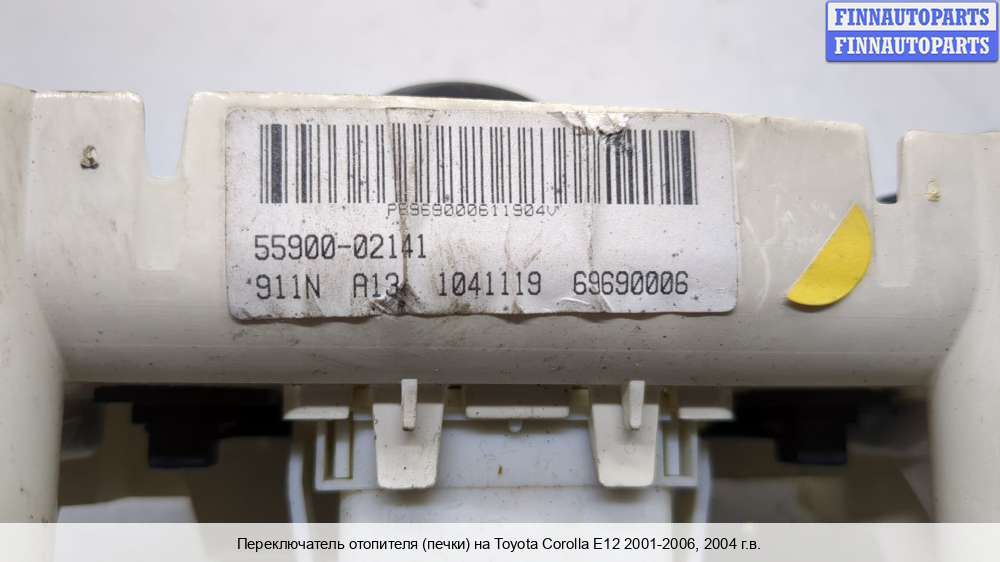 FINNAUTOPARTS
FINNAUTOPARTS
PE969000611904V
55900-02141
911N A13 1041119 69690006
Переключатель отопителя (печки) на Toyota Corolla E12 2001-2006, 2004 г.в.